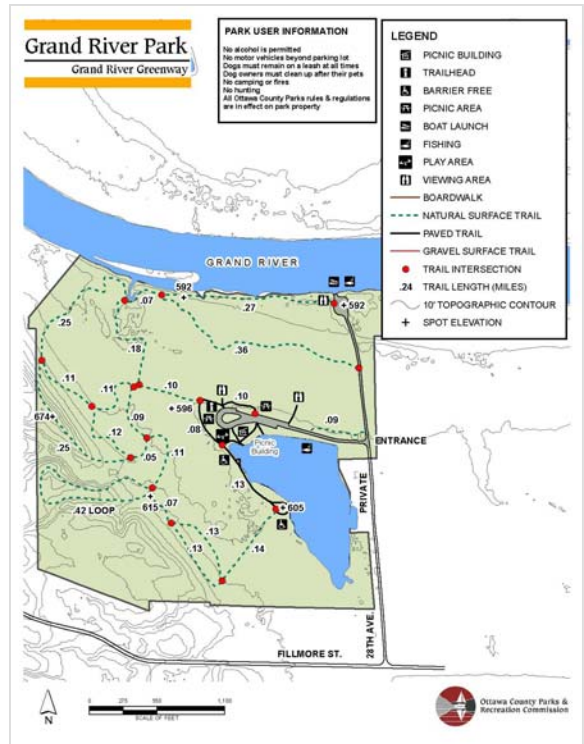 Grand River Park
Grand River Greenway
PARK USER INFORMATION
No alcohol is permitted
No motor vehicles beyond parking lot
Dogs must remain on a leash at all times
Dog owners must clean up after their pets
No camping or fires
No hunting
All Ottawa County Parks rules & regulations
are in effect on park property
LEGEND
PICNIC BUILDING
TRAILHEAD
BARRIER FREE
PICNIC AREA
BOAT LAUNCH
FISHING
PLAY AREA
VIEWING AREA
BOARDWALK
NATURAL SURFACE TRAIL
PAVED TRAIL
GRAVEL SURFACE TRAIL
TRAIL INTERSECTION
.24 TRAIL LENGTH (MILES)
10' TOPOGRAPHIC CONTOUR
+ SPOT ELEVATION
GRAND RIVER
592
+
.07
.27
+ 592
.25
.18
.36
.11
.11
.10
.10
+ 596
.09
674+
.12
.09
.08
ENTRANCE
Picnic
Building
.25
.05
.11
.13
PRIVATE
.42 LOOP
+
615
.07
+ 605
.13
.13
.14
28TH AVE.
FILLMORE ST.
N
0 275 550 1,100
SCALE OF FEET
Ottawa County Parks &
Recreation Commission